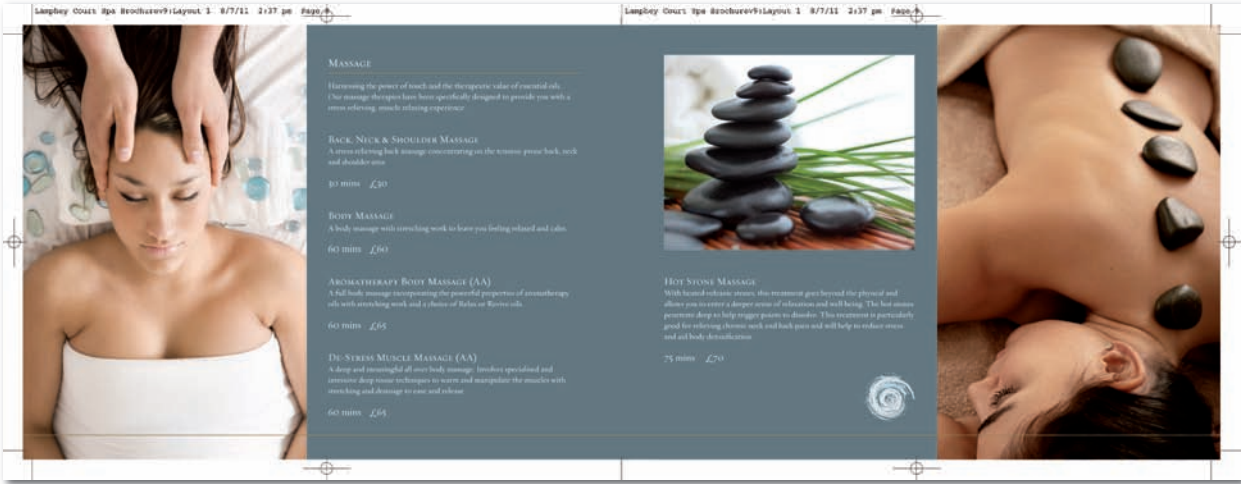 Lamphey Court Spa Brochurev9:Layout 1 8/7/11 2:37 pm Page
Lamphey Court Spa Brochurev9:Layout 1 8/7/11 2:37 pm Page
MASSAGE
Harnessing the power of touch and the therapeutic value of essential oils.
Our massage therapies have been specifically designed to provide you with a
stress relieving, muscle relaxing experience
BACK, NECK & SHOULDER MASSAGE
A stress relieving back massage concentrating on the tension prone back, neck
and shoulder area
30 mins £30
BODY MASSAGE
A body massage with stretching work to leave you feeling relaxed and calm.
60 mins £60
AROMATHERAPY BODY MASSAGE (AA)
A full body massage incorporating the powerful properties of aromatherapy
oils with stretching work and a choice of Relax or Revive oils.
60 mins £65
DE-STRESS MUSCLE MASSAGE (AA)
A deep and meaningful all over body massage. Involves specialised and
intensive deep tissue techniques to warm and manipulate the muscles with
stretching and drainage to ease and release
60 mins £65
HOT STONE MASSAGE
With heated volcanic stones, this treatment goes beyond the physical and
allows you to enter a deeper sense of relaxation and well being. The hot stones
penetrate deep to help trigger points to dissolve. This treatment is particularly
good for relieving chronic neck and back pain and will help to reduce stress
and aid body detoxification
75 mins £70